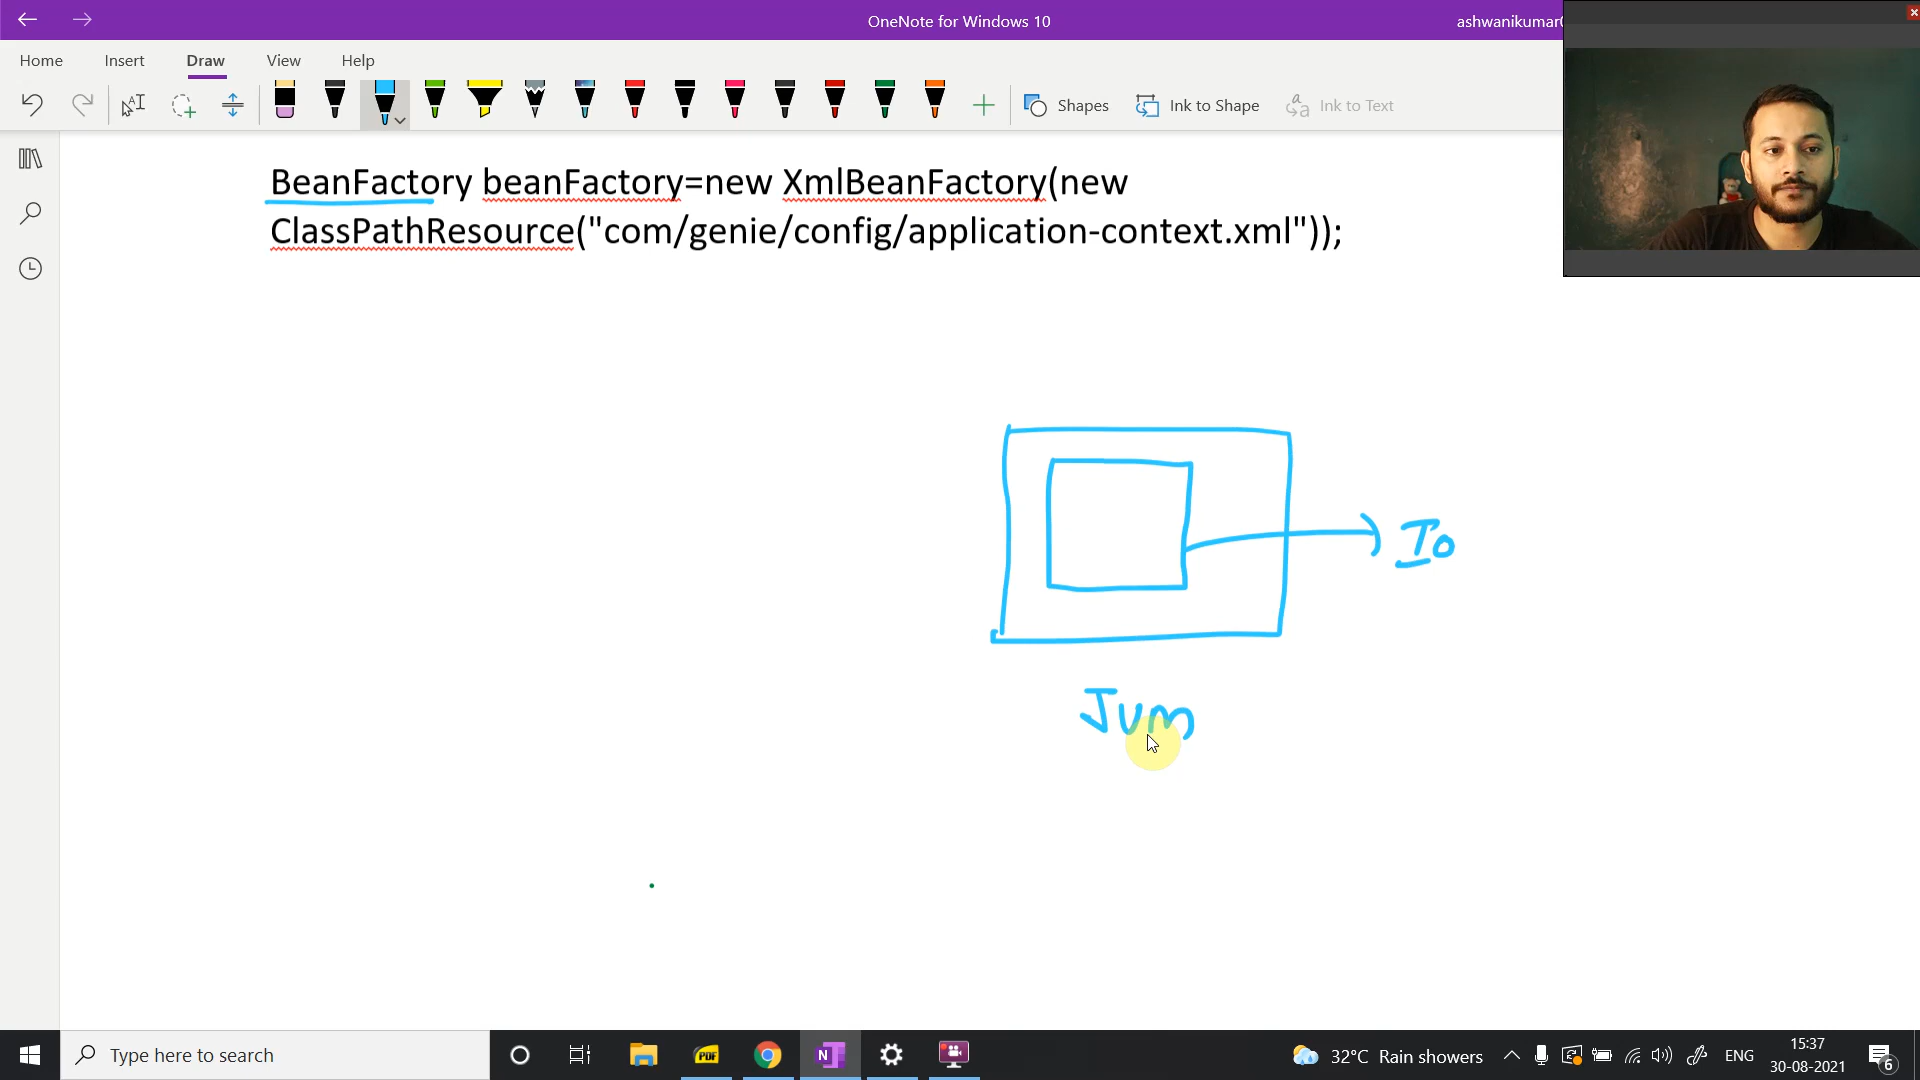 OneNote for Windows 10
ashwanikumar
Home Insert Draw View Help
Shapes Ink to Shape Ink to Text
BeanFactory beanFactory=new XmlBeanFactory(new
ClassPathResource("com/genie/config/application-context.xml"));
Jvm
Type here to search
32°C Rain showers
ENG
15:37
30-08-2021
6